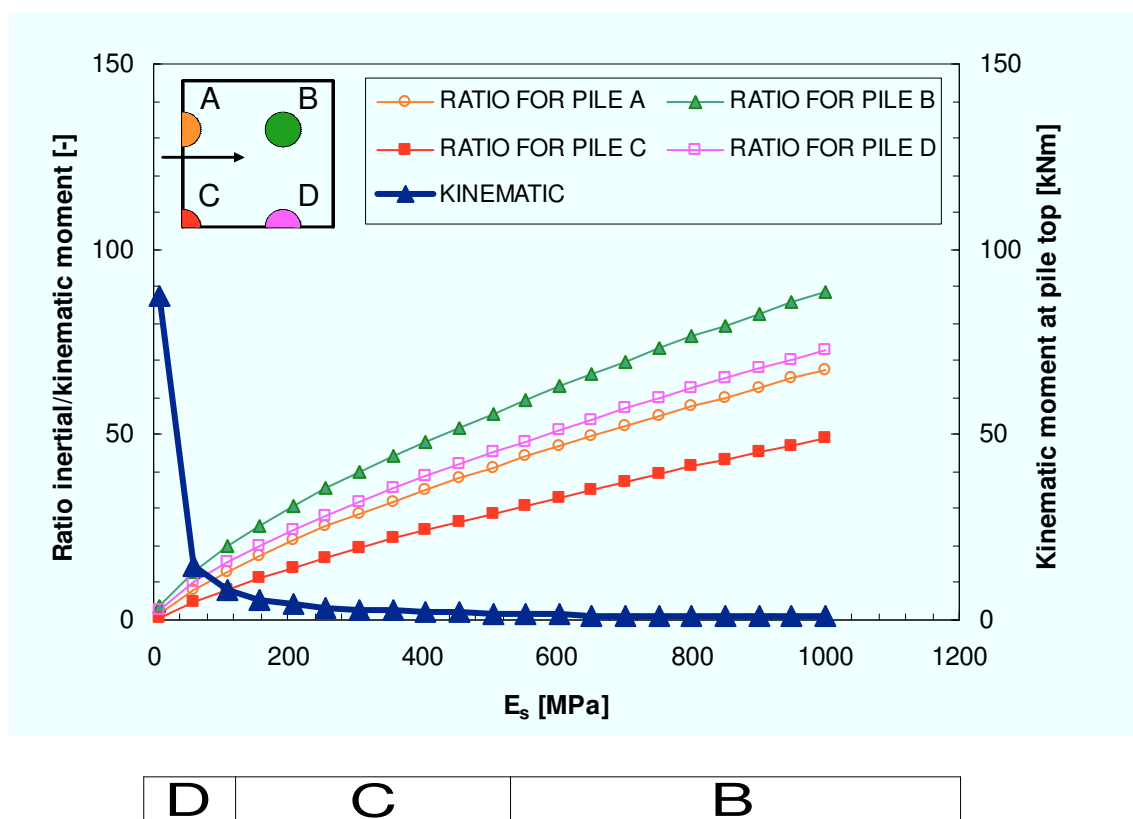 150
150
A
B
RATIO FOR PILE A
RATIO FOR PILE B
RATIO FOR PILE C
RATIO FOR PILE D
C
D
KINEMATIC
100
100
50
50
0
0
0
200
400
600
800
1000
1200
Ratio inertial/kinematic moment [-]
Kinematic moment at pile top [kNm]
Es [MPa]
D
C
B